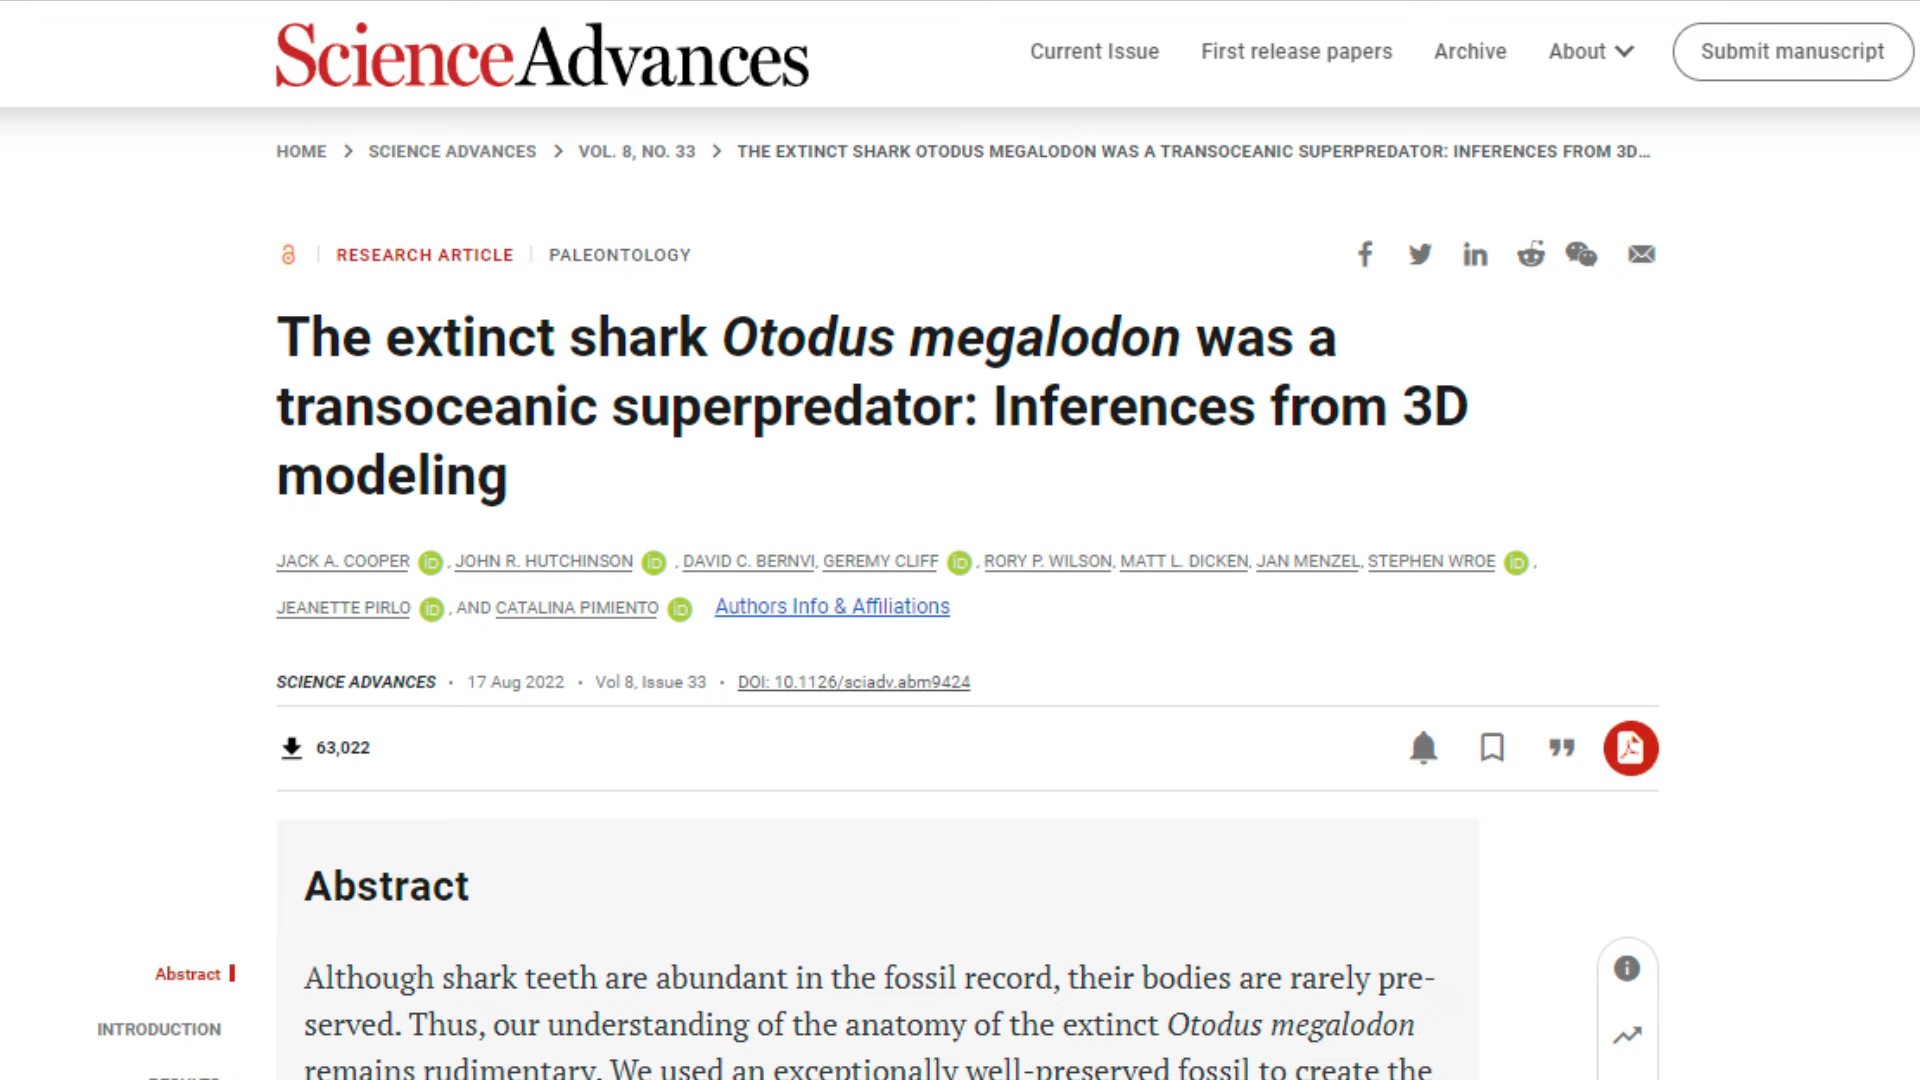 ScienceAdvances
Current Issue First release papers Archive About Submit manuscript
HOME > SCIENCE ADVANCES > VOL. 8, NO. 33 > THE EXTINCT SHARK OTODUS MEGALODON WAS A TRANSOCEANIC SUPERPREDATOR: INFERENCES FROM 3D...
RESEARCH ARTICLE | PALEONTOLOGY
The extinct shark Otodus megalodon was a
transoceanic superpredator: Inferences from 3D
modeling
JACK A. COOPER iD, JOHN R. HUTCHINSON iD, DAVID C. BERNVI, GEREMY CLIFF iD, RORY P. WILSON, MATT L. DICKEN, JAN MENZEL, STEPHEN WROE iD,
JEANETTE PIRLO iD, AND CATALINA PIMIENTO iD Authors Info & Affiliations
SCIENCE ADVANCES • 17 Aug 2022 • Vol 8, Issue 33 • DOI: 10.1126/sciadv.abm9424
63,022
Abstract
Abstract
Although shark teeth are abundant in the fossil record, their bodies are rarely pre-
INTRODUCTION
served. Thus, our understanding of the anatomy of the extinct Otodus megalodon
remains rudimentary. We used an exceptionally well-preserved fossil to create the